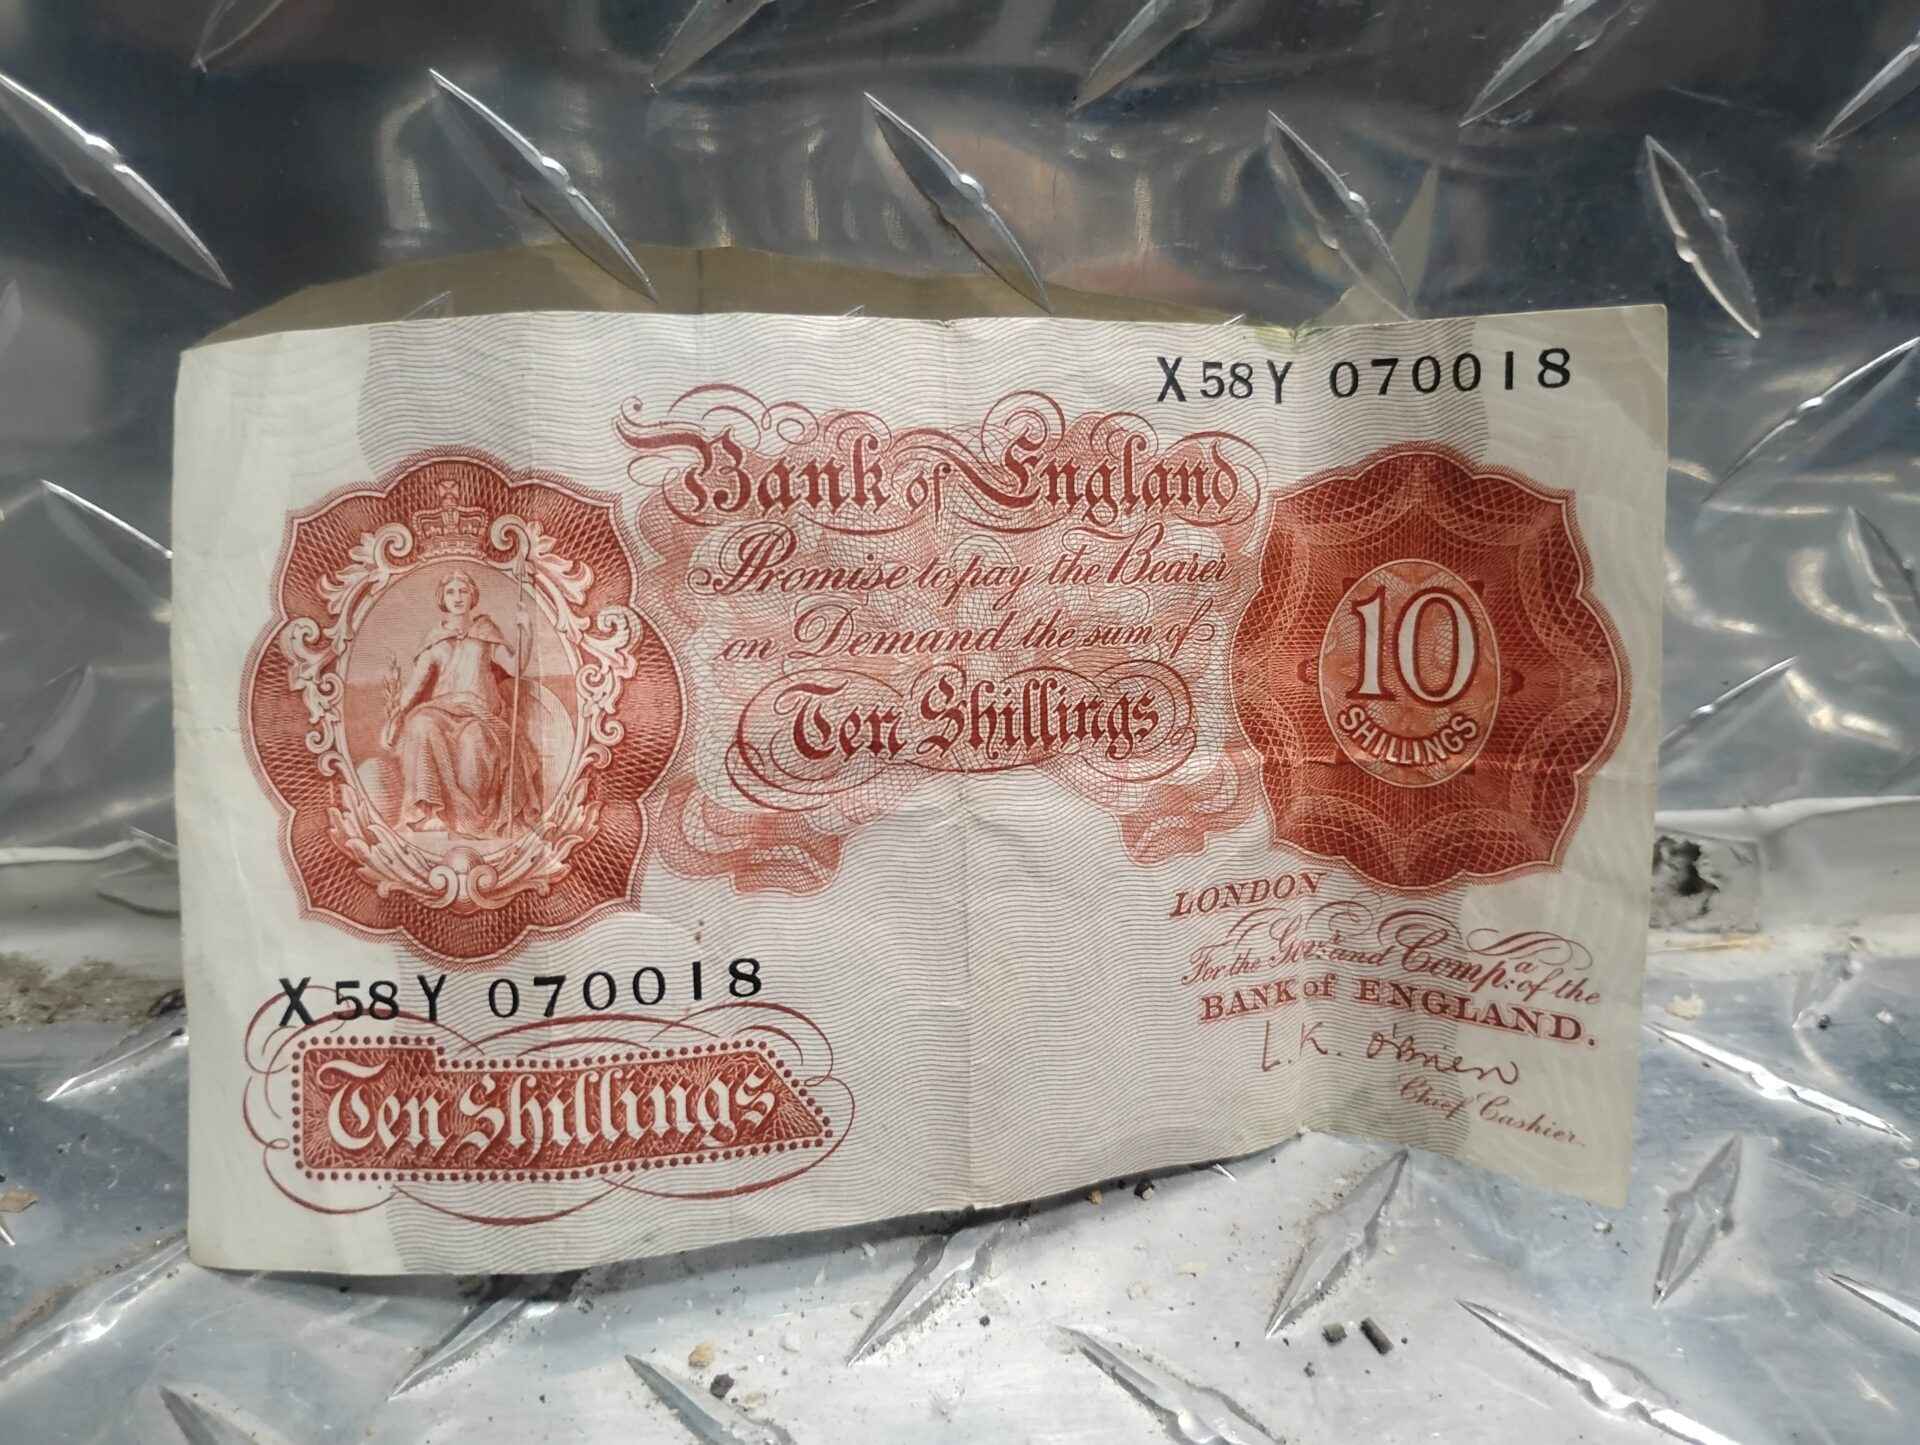 X58Y 070018
Bank of England
Promise to pay the Bearer
on Demand the sum of
Ten Shillings
10
SHILLINGS
LONDON
For the Govr. and Compa. of the
BANK of ENGLAND.
L.K. O'Brien
Chief Cashier.
X58Y 070018
Ten Shillings